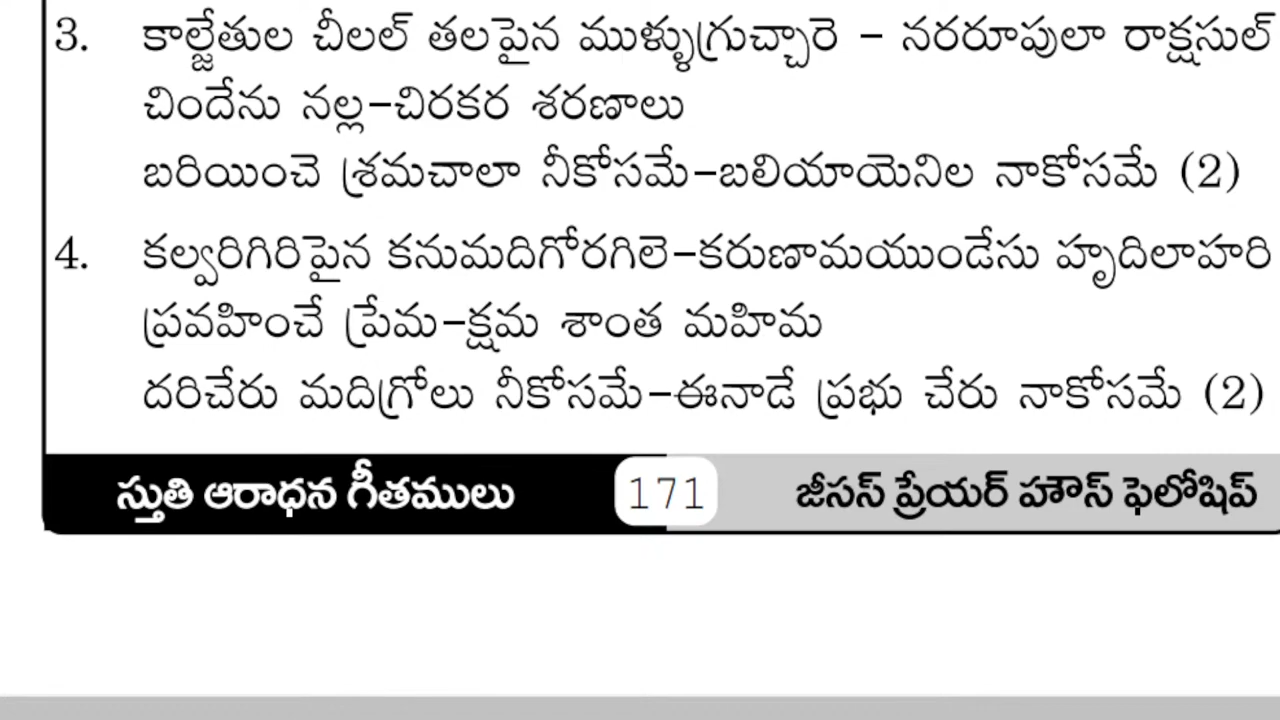 3. కాల్జేతుల చీలల్ తలపైన ముళ్ళుగ్రుచ్చారె - నరరూపులా రాక్షసుల్
చిందేను నల్ల-చిరకర శరణాలు
బరియించె శ్రమచాలా నీకోసమే-బలియాయెనిల నాకోసమే (2)
4. కల్వరిగిరిపైన కనుమదిగోరగిలె-కరుణామయుండేసు హృదిలాహరి
ప్రవహించే ప్రేమ-క్షమ శాంత మహిమ
దరిచేరు మదిగ్రోలు నీకోసమే-ఈనాడే ప్రభు చేరు నాకోసమే (2)
స్తుతి ఆరాధన గీతములు 171 జీసస్ ప్రేయర్ హౌస్ ఫెలోషిప్